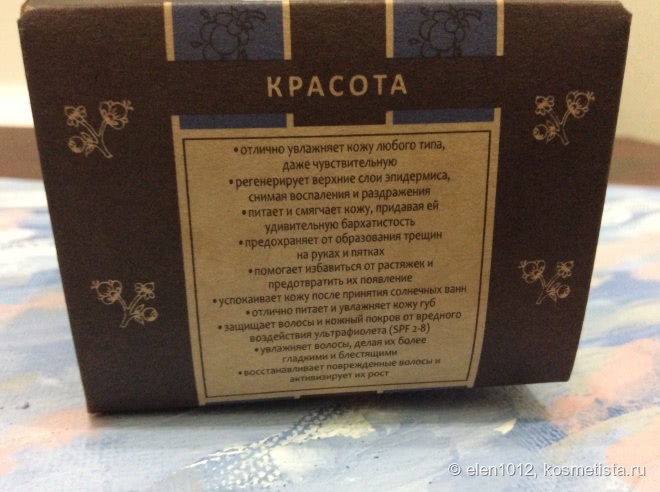 КРАСОТА
• отлично увлажняет кожу любого типа,
даже чувствительную
• регенерирует верхние слои эпидермиса,
снимая воспаления и раздражения
• питает и смягчает кожу, придавая ей
удивительную бархатистость
• предохраняет от образования трещин
на руках и пятках
• помогает избавиться от растяжек и
предотвратить их появление
• успокаивает кожу после принятия солнечных ванн
• отлично питает и увлажняет кожу губ
• защищает волосы и кожный покров от вредного
воздействия ультрафиолета (SPF 2-8)
• увлажняет волосы, делая их более
гладкими и блестящими
• восстанавливает поврежденные волосы и
активизирует их рост
© elen1012, kosmetista.ru